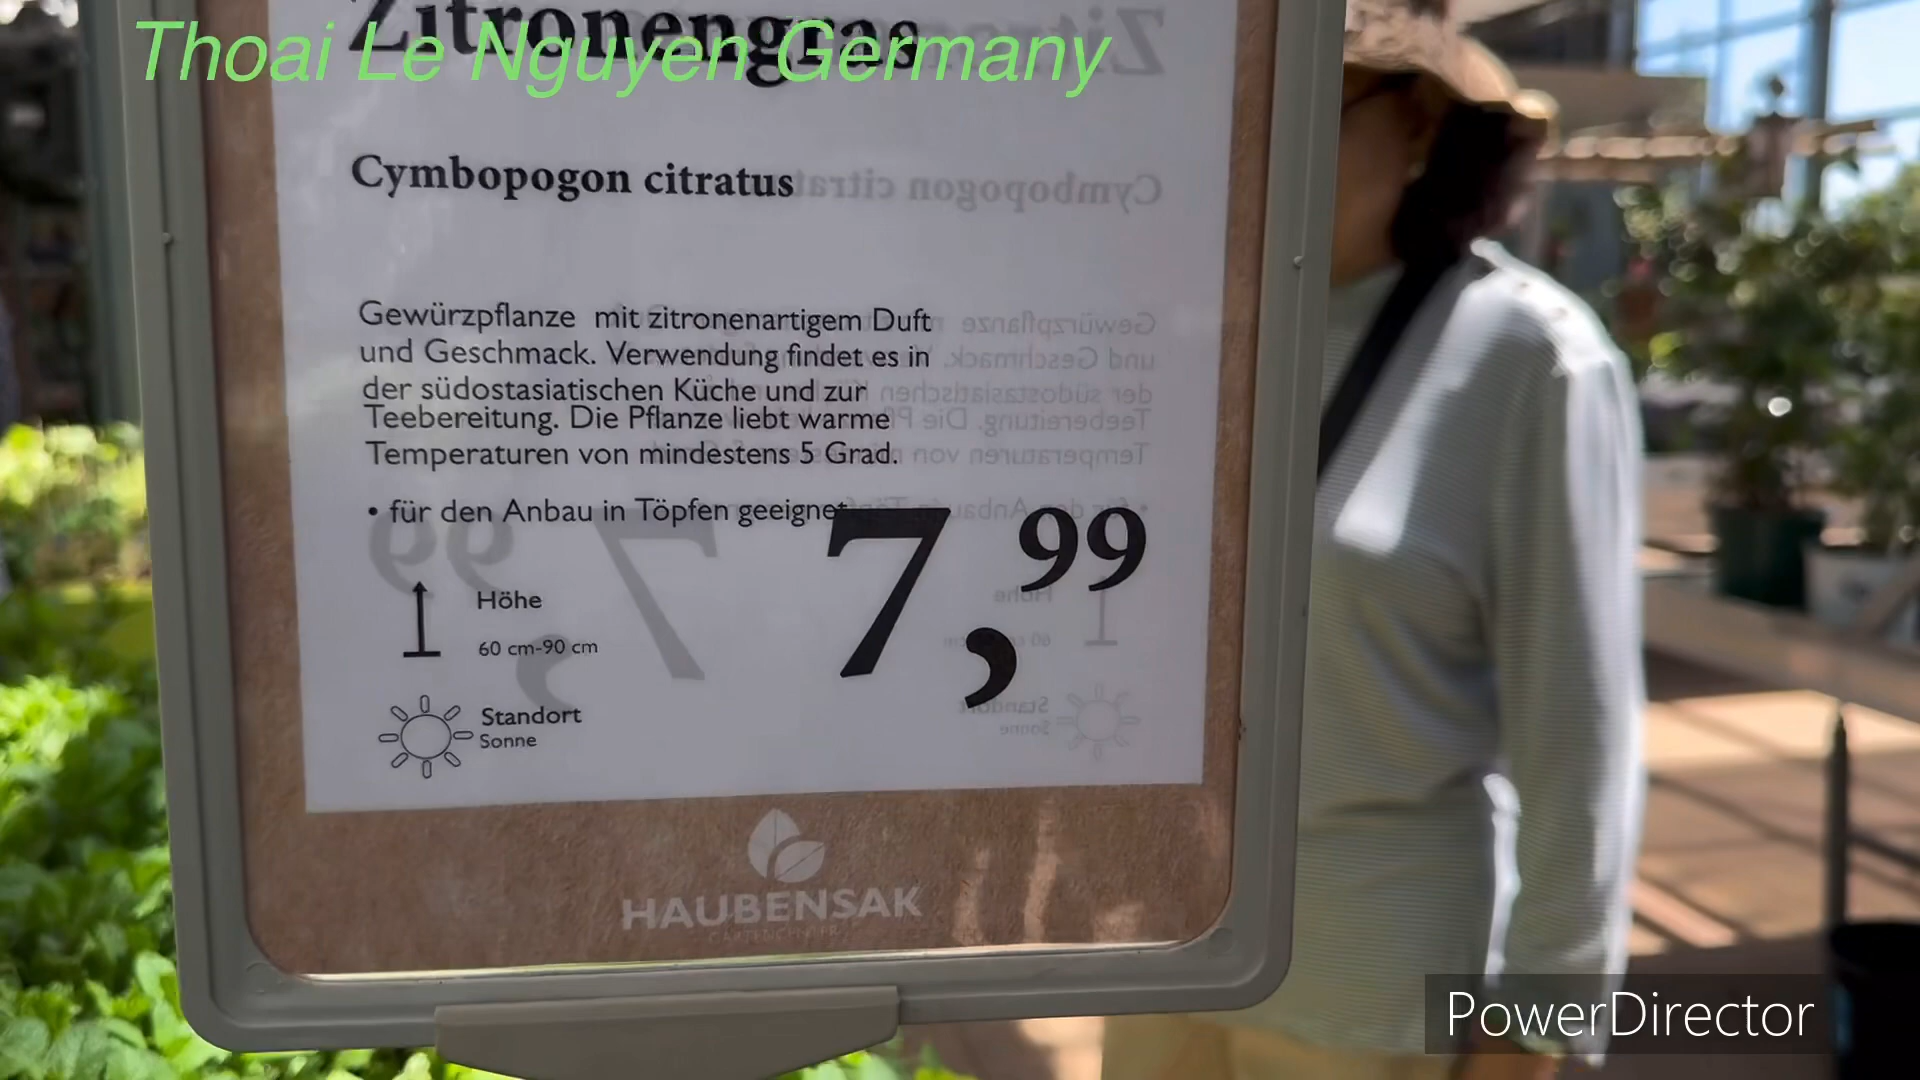 Zitronengras
Thoai Le Nguyen Germany
Cymbopogon citratus
Gewürzpflanze mit zitronenartigem Duft
und Geschmack. Verwendung findet es in
der südostasiatischen Küche und zur
Teebereitung. Die Pflanze liebt warme
Temperaturen von mindestens 5 Grad.
• für den Anbau in Töpfen geeignet
7,99
Höhe
60 cm-90 cm
Standort
Sonne
HAUBENSAK
PowerDirector